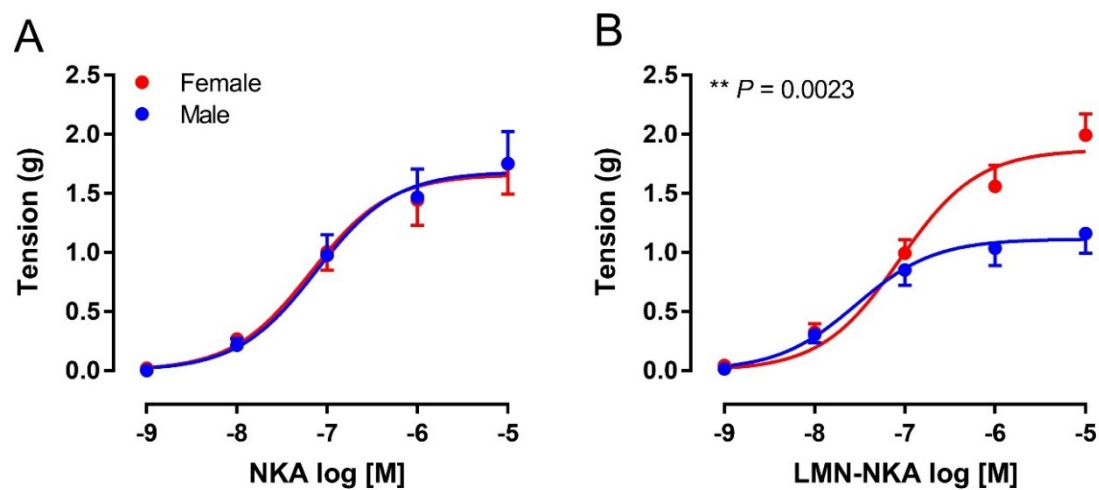 A
Female
Male
2.5
2.0
1.5
1.0
0.5
0.0
Tension (g)
-9 -8 -7 -6 -5
NKA log [M]
B
** P = 0.0023
2.5
2.0
1.5
1.0
0.5
0.0
Tension (g)
-9 -8 -7 -6 -5
LMN-NKA log [M]